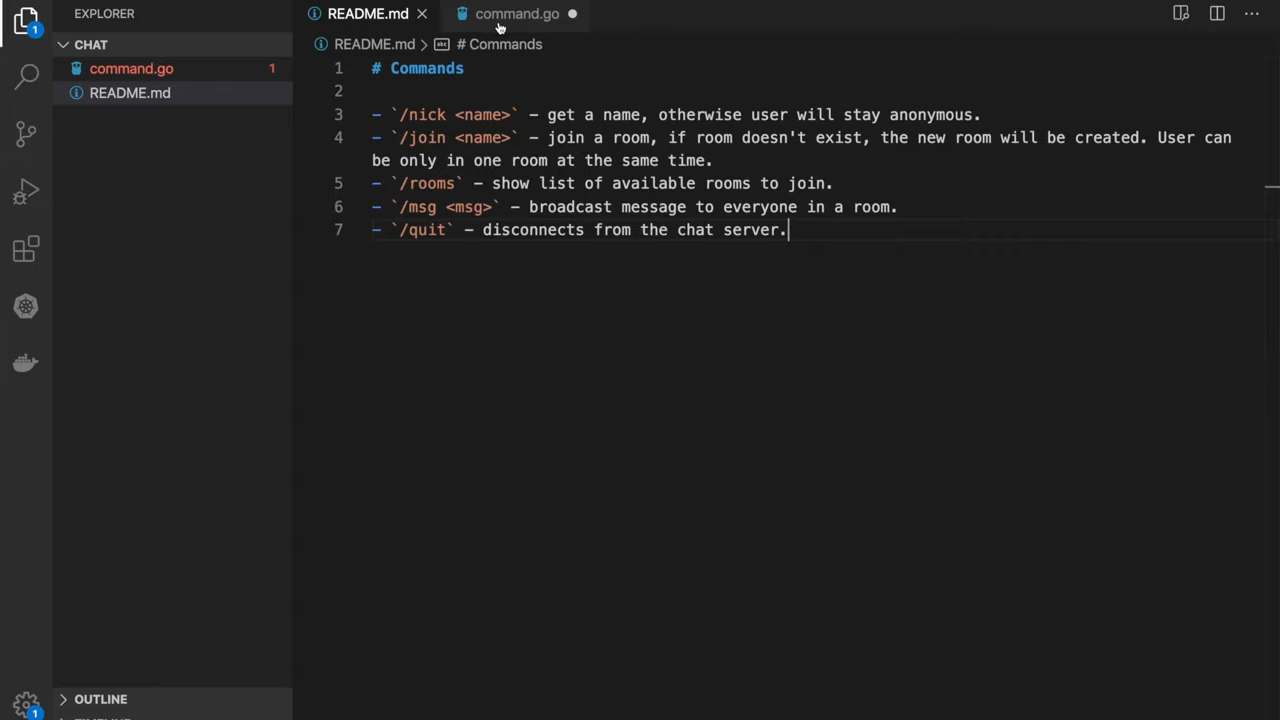 EXPLORER
README.md
command.go
CHAT
README.md
# Commands
command.go 1
README.md
1 # Commands
2
3 - `/nick <name>` - get a name, otherwise user will stay anonymous.
4 - `/join <name>` - join a room, if room doesn't exist, the new room will be created. User can
be only in one room at the same time.
5 - `/rooms` - show list of available rooms to join.
6 - `/msg <msg>` - broadcast message to everyone in a room.
7 - `/quit` - disconnects from the chat server.
1
OUTLINE
TIMELINE
1